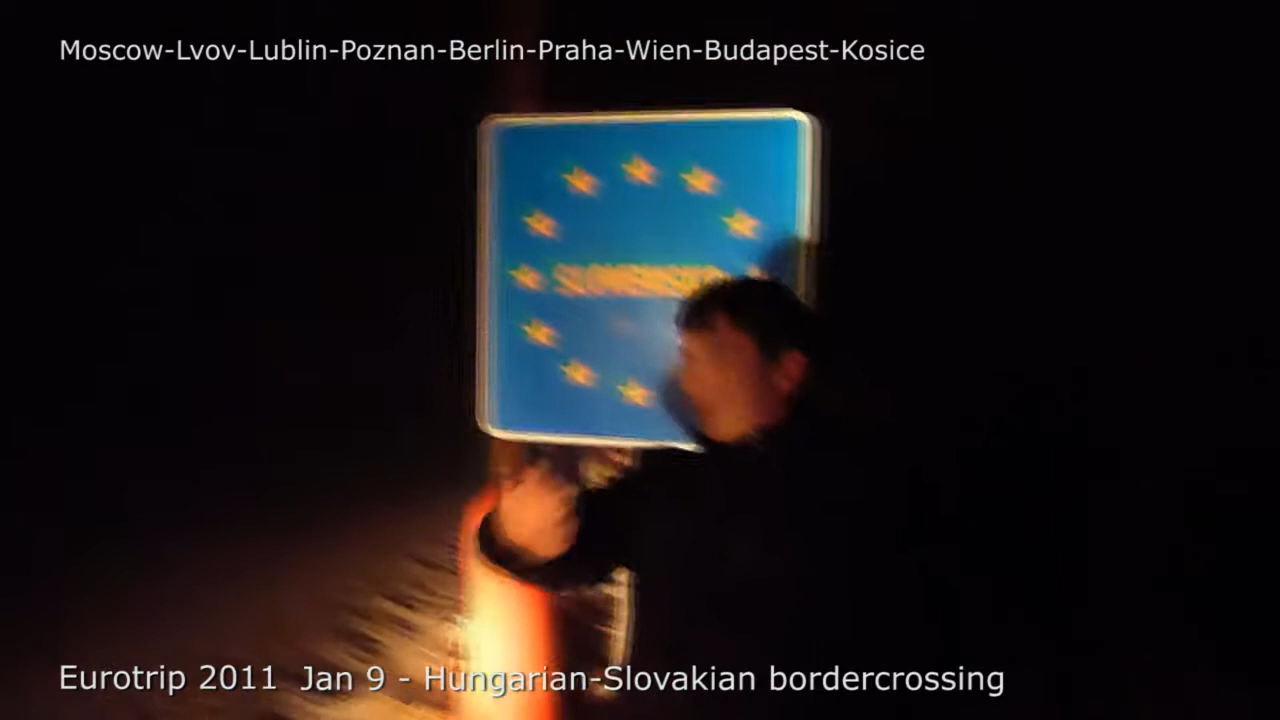 Moscow-Lvov-Lublin-Poznan-Berlin-Praha-Wien-Budapest-Kosice
Eurotrip 2011 Jan 9 - Hungarian-Slovakian bordercrossing